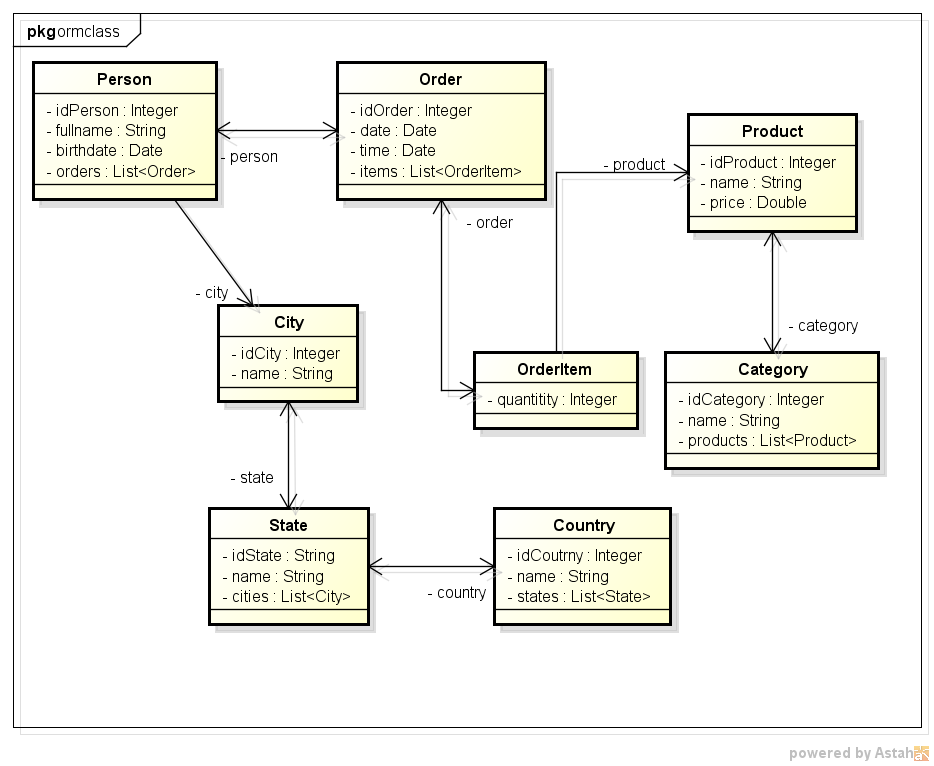 pkg ormclass
Person
- idPerson : Integer
- fullname : String
- birthdate : Date
- orders : List<Order>
Order
- idOrder : Integer
- date : Date
- time : Date
- items : List<OrderItem>
Product
- idProduct : Integer
- name : String
- price : Double
- person
- product
- order
- city
City
- idCity : Integer
- name : String
- category
OrderItem
- quantitity : Integer
Category
- idCategory : Integer
- name : String
- products : List<Product>
- state
State
- idState : String
- name : String
- cities : List<City>
- country
Country
- idCoutrny : Integer
- name : String
- states : List<State>
powered by Astah